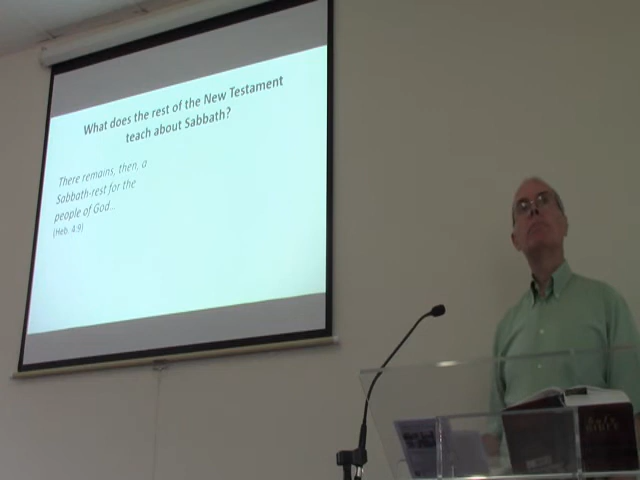 What does the rest of the New Testament
teach about Sabbath?
There remains, then, a
Sabbath-rest for the
people of God...
(Heb. 4:9)